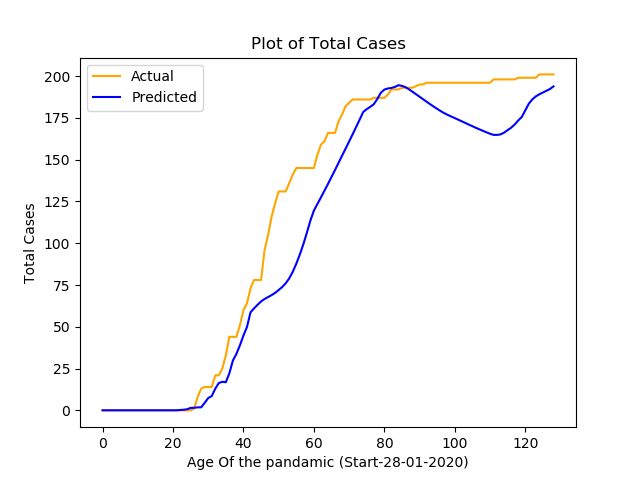 Plot of Total Cases
Actual
Predicted
200
175
150
125
100
75
50
25
0
Total Cases
0 20 40 60 80 100 120
Age Of the pandamic (Start-28-01-2020)